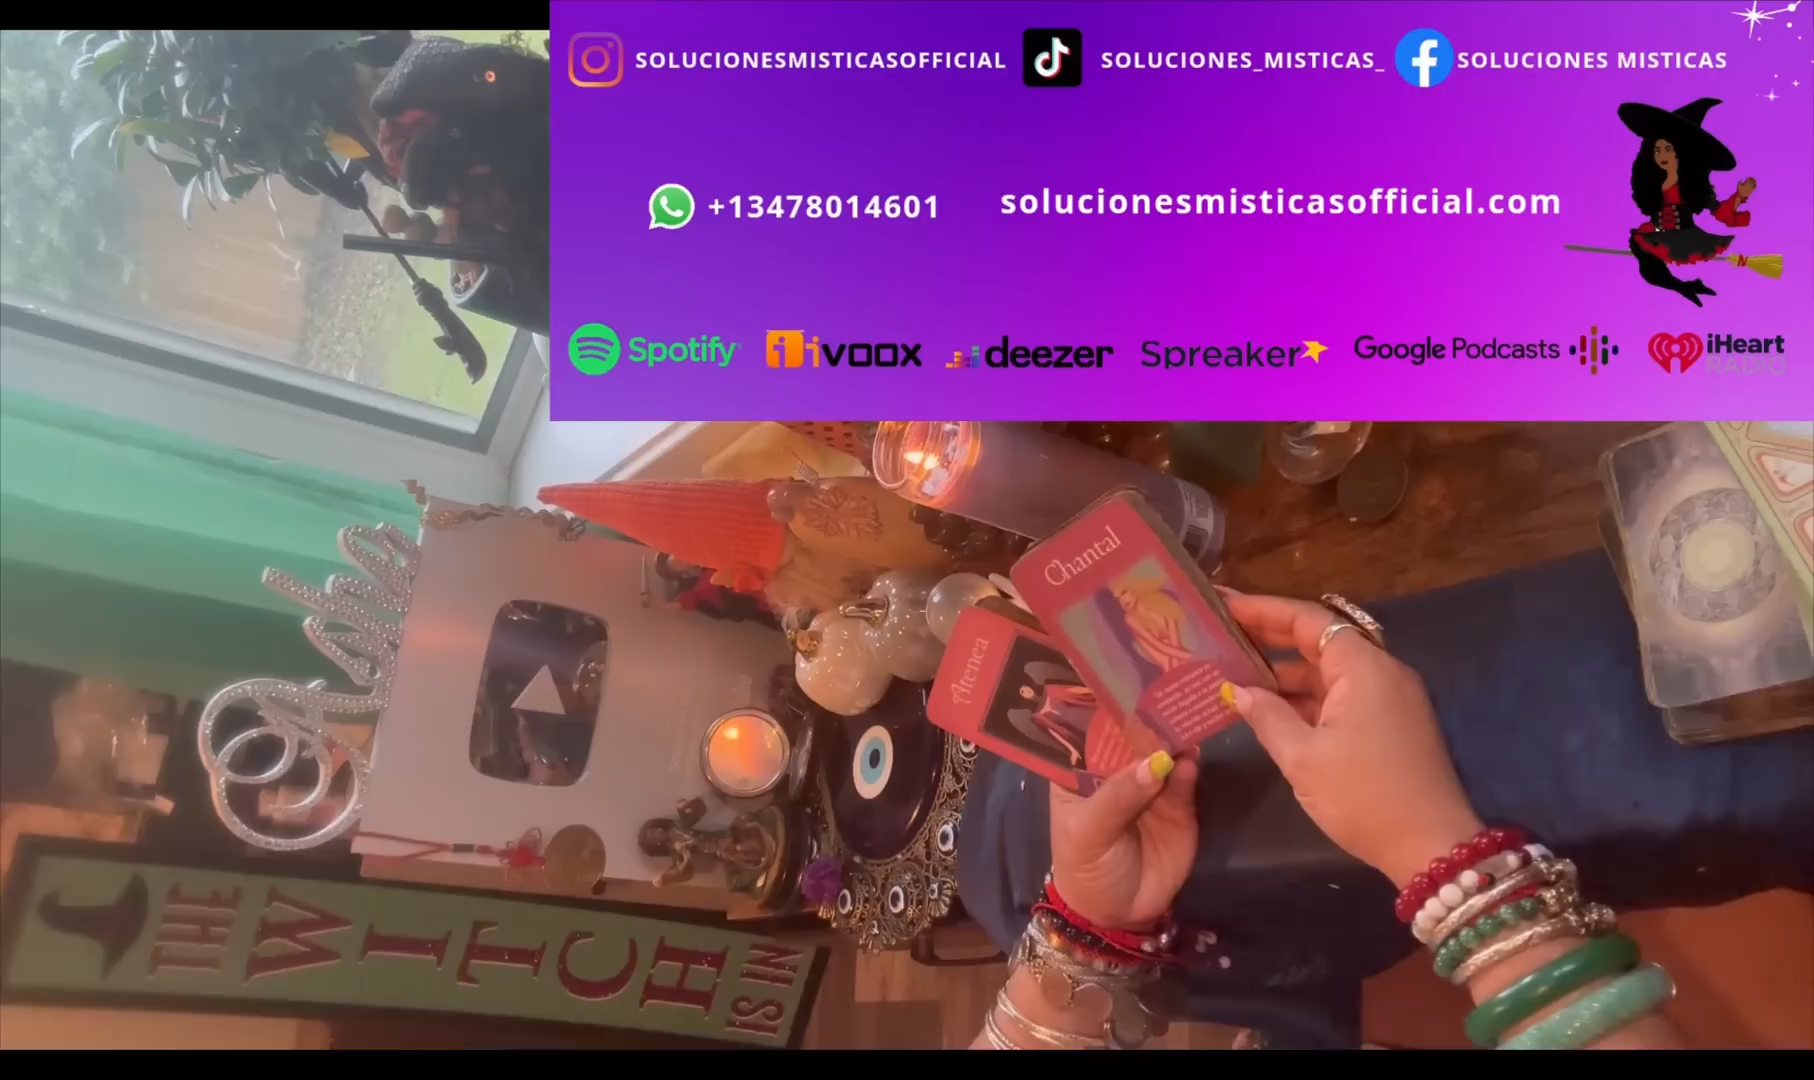 SOLUCIONESMISTICASOFFICIAL
SOLUCIONES_MISTICAS_
SOLUCIONES MISTICAS
+13478014601
solucionesmisticasofficial.com
Spotify
ivoox
deezer
Spreaker
Google Podcasts
iHeart
RADIO
Chantal
Atenea
THE
WITCH
IS IN